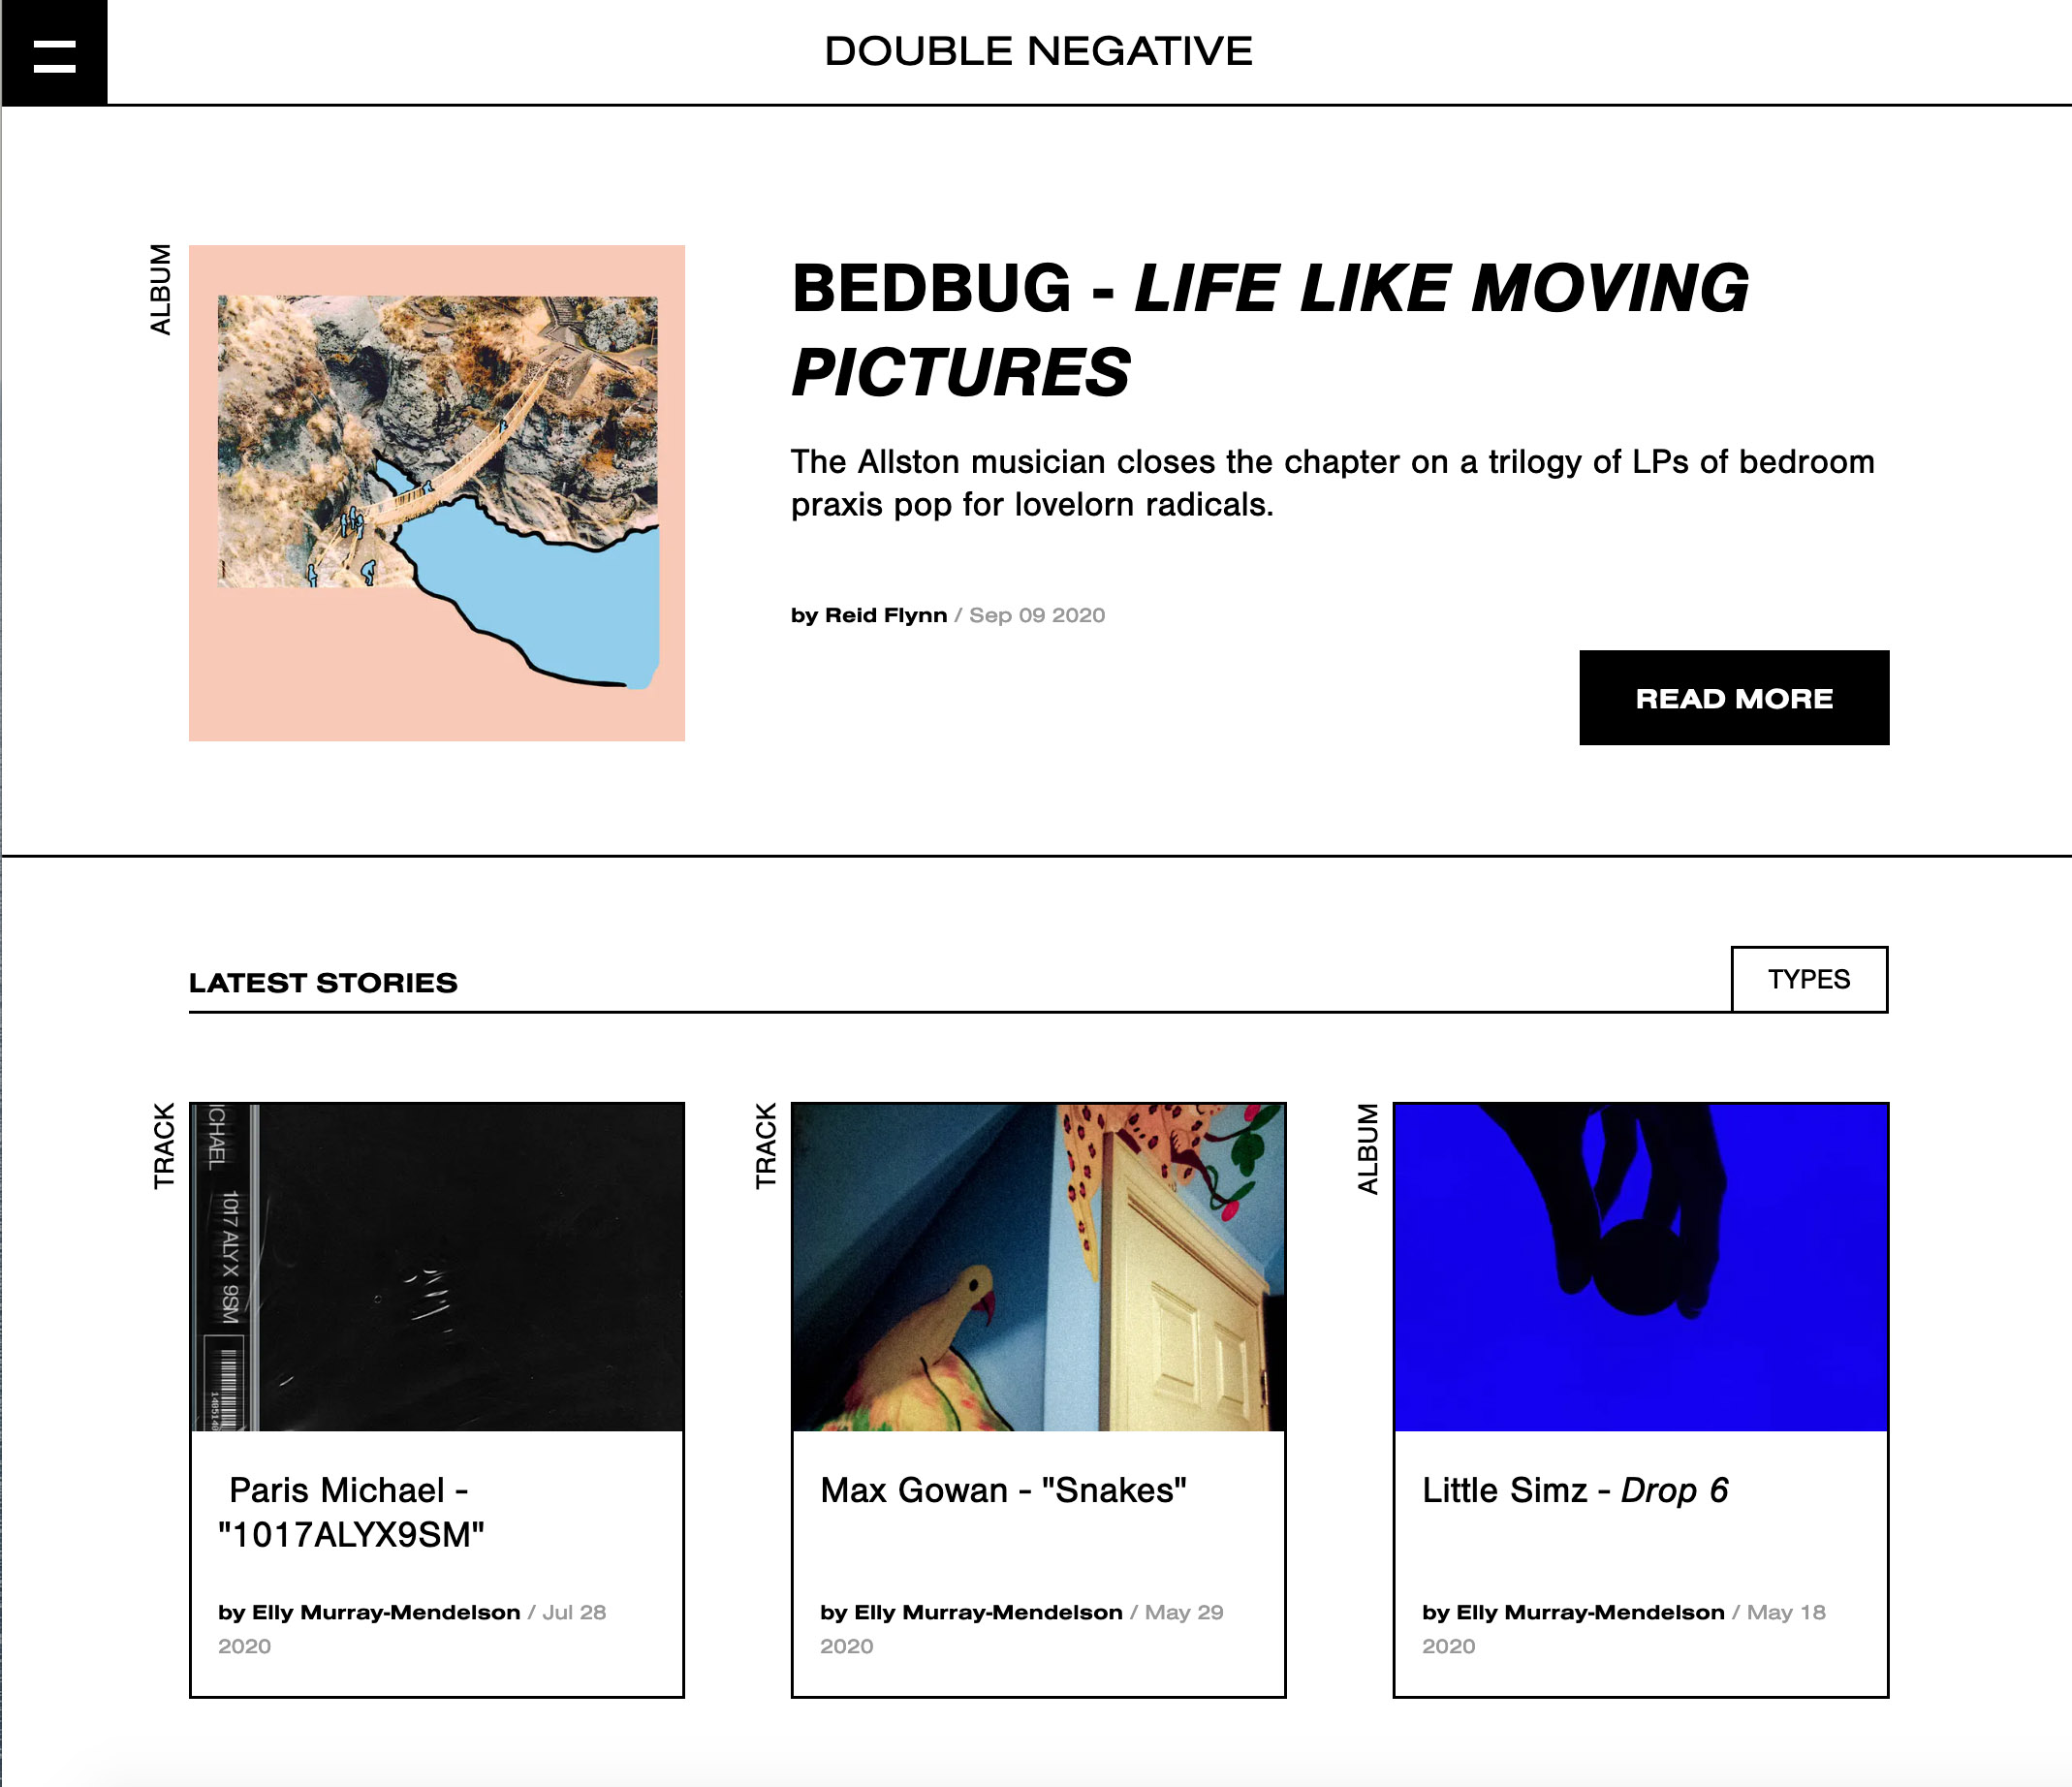 DOUBLE NEGATIVE
ALBUM
BEDBUG - LIFE LIKE MOVING
PICTURES
The Allston musician closes the chapter on a trilogy of LPs of bedroom
praxis pop for lovelorn radicals.
by Reid Flynn / Sep 09 2020
READ MORE
LATEST STORIES
TYPES
TRACK
ICHAEL
1017 ALYX 9SM
Paris Michael -
"1017ALYX9SM"
by Elly Murray-Mendelson / Jul 28
2020
TRACK
Max Gowan - "Snakes"
by Elly Murray-Mendelson / May 29
2020
ALBUM
Little Simz - Drop 6
by Elly Murray-Mendelson / May 18
2020